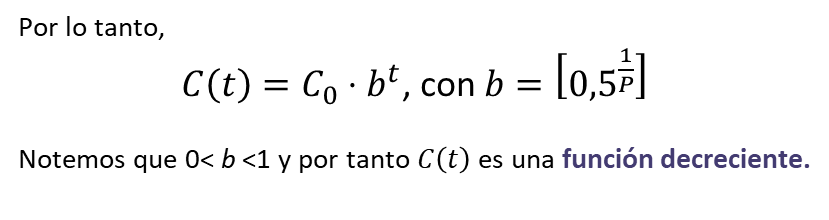 Por lo tanto,
C(t) = C₀ · bᵗ, con b = [0,5^(1/P)]
Notemos que 0< b <1 y por tanto C(t) es una función decreciente.